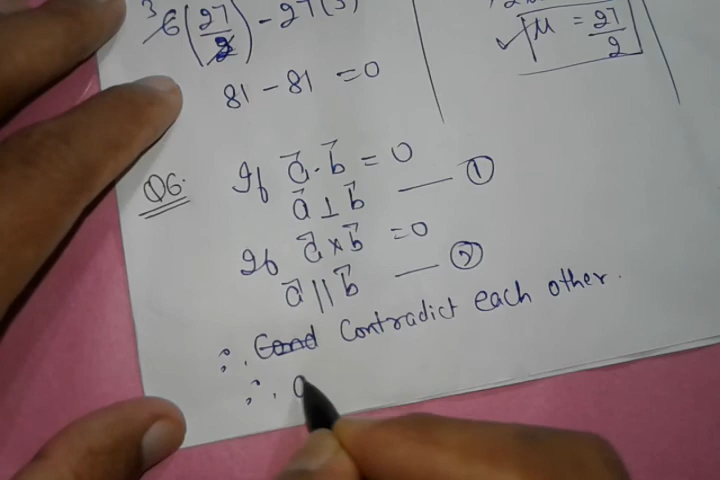 3
6(27/2) - 27(3)
81 - 81 = 0
✓ μ = 27/2
Q6. If a⃗·b⃗ = 0
a⃗ ⊥ b⃗ — ①
If a⃗×b⃗ = 0
a⃗ || b⃗ — ②
∴ Contradict each other.
∴